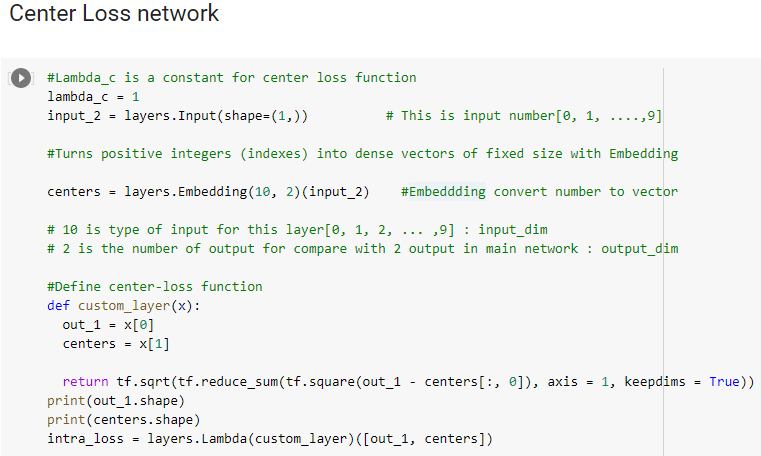 Center Loss network
#Lambda_c is a constant for center loss function
lambda_c = 1
input_2 = layers.Input(shape=(1,))          # This is input number[0, 1, ....,9]
#Turns positive integers (indexes) into dense vectors of fixed size with Embedding
centers = layers.Embedding(10, 2)(input_2)    #Embeddding convert number to vector
# 10 is type of input for this layer[0, 1, 2, ... ,9] : input_dim
# 2 is the number of output for compare with 2 output in main network : output_dim
#Define center-loss function
def custom_layer(x):
  out_1 = x[0]
  centers = x[1]
  return tf.sqrt(tf.reduce_sum(tf.square(out_1 - centers[:, 0]), axis = 1, keepdims = True))
print(out_1.shape)
print(centers.shape)
intra_loss = layers.Lambda(custom_layer)([out_1, centers])